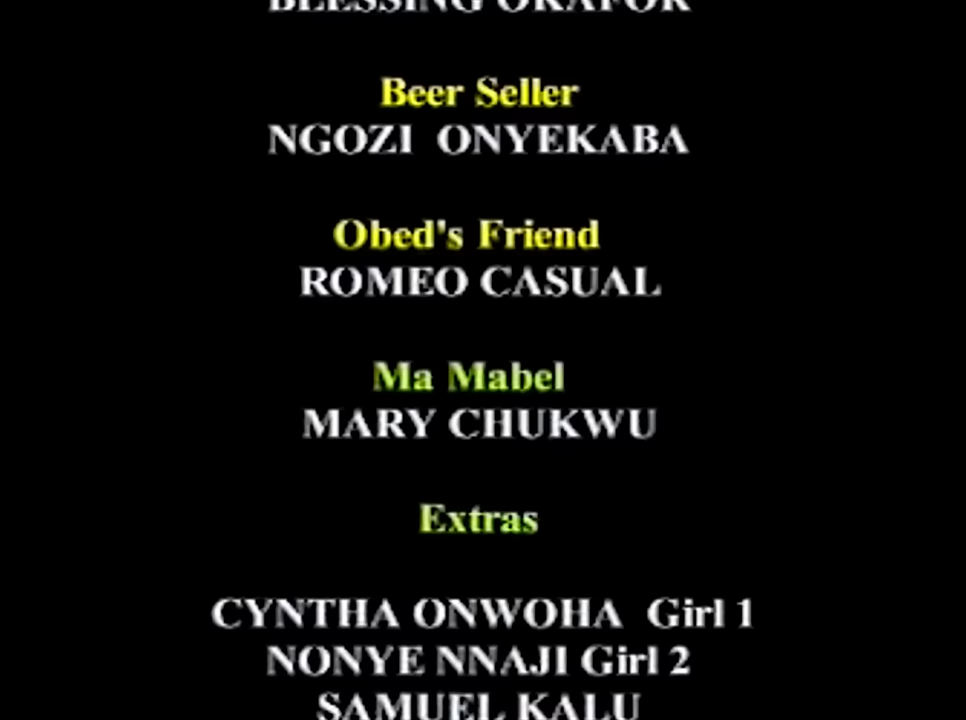 BLESSING OKAFOR
Beer Seller
NGOZI ONYEKABA
Obed's Friend
ROMEO CASUAL
Ma Mabel
MARY CHUKWU
Extras
CYNTHA ONWOHA Girl 1
NONYE NNAJI Girl 2
SAMUEL KALU